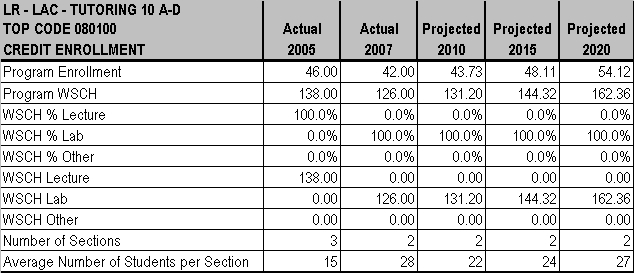 LR - LAC - TUTORING 10 A-D
TOP CODE 080100 Actual Actual Projected Projected Projected
CREDIT ENROLLMENT 2005 2007 2010 2015 2020
Program Enrollment 46.00 42.00 43.73 48.11 54.12
Program WSCH 138.00 126.00 131.20 144.32 162.36
WSCH % Lecture 100.0% 0.0% 0.0% 0.0% 0.0%
WSCH % Lab 0.0% 100.0% 100.0% 100.0% 100.0%
WSCH % Other 0.0% 0.0% 0.0% 0.0% 0.0%
WSCH Lecture 138.00 0.00 0.00 0.00 0.00
WSCH Lab 0.00 126.00 131.20 144.32 162.36
WSCH Other 0.00 0.00 0.00 0.00 0.00
Number of Sections 3 2 2 2 2
Average Number of Students per Section 15 28 22 24 27